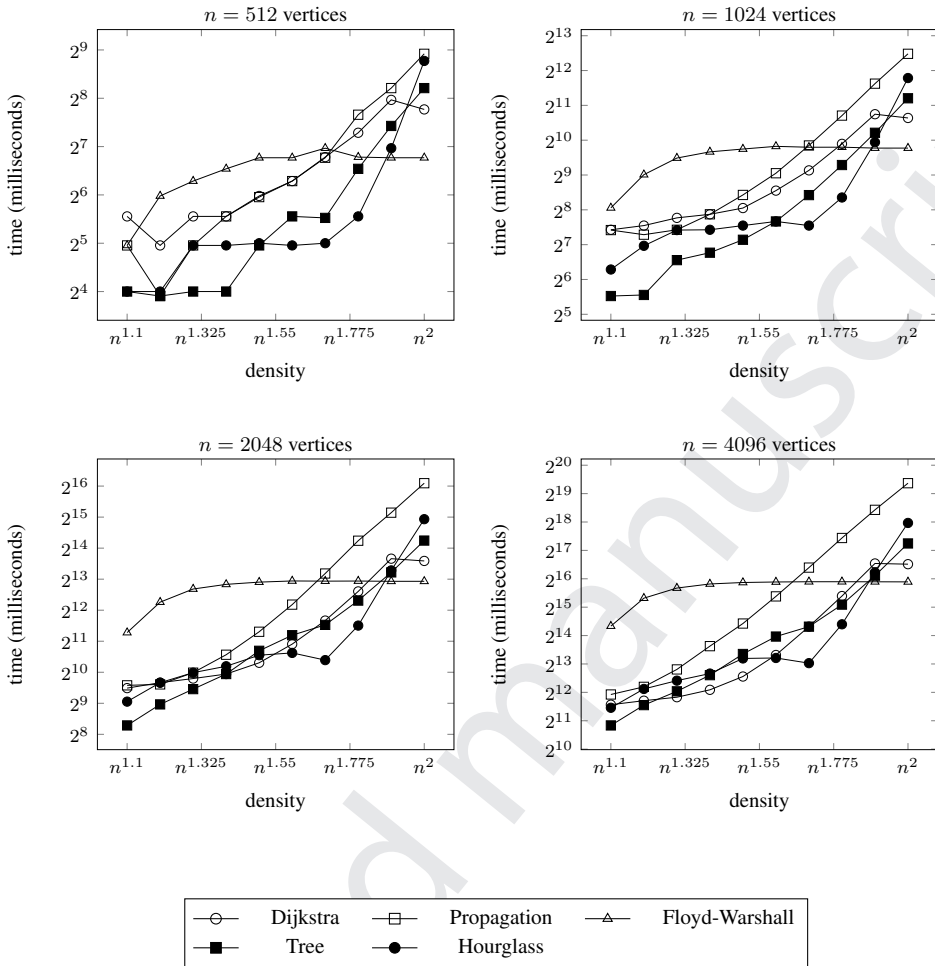 n = 512 vertices
2^9
2^8
2^7
2^6
2^5
2^4
time (milliseconds)
n^1.1 n^1.325 n^1.55 n^1.775 n^2
density
n = 1024 vertices
2^13
2^12
2^11
2^10
2^9
2^8
2^7
2^6
2^5
time (milliseconds)
n^1.1 n^1.325 n^1.55 n^1.775 n^2
density
n = 2048 vertices
2^16
2^15
2^14
2^13
2^12
2^11
2^10
2^9
2^8
time (milliseconds)
n^1.1 n^1.325 n^1.55 n^1.775 n^2
density
n = 4096 vertices
2^20
2^19
2^18
2^17
2^16
2^15
2^14
2^13
2^12
2^11
2^10
time (milliseconds)
n^1.1 n^1.325 n^1.55 n^1.775 n^2
density
Dijkstra Propagation Floyd-Warshall
Tree Hourglass
d manuscri